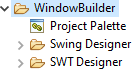 WindowBuilder
Project Palette
Swing Designer
SWT Designer